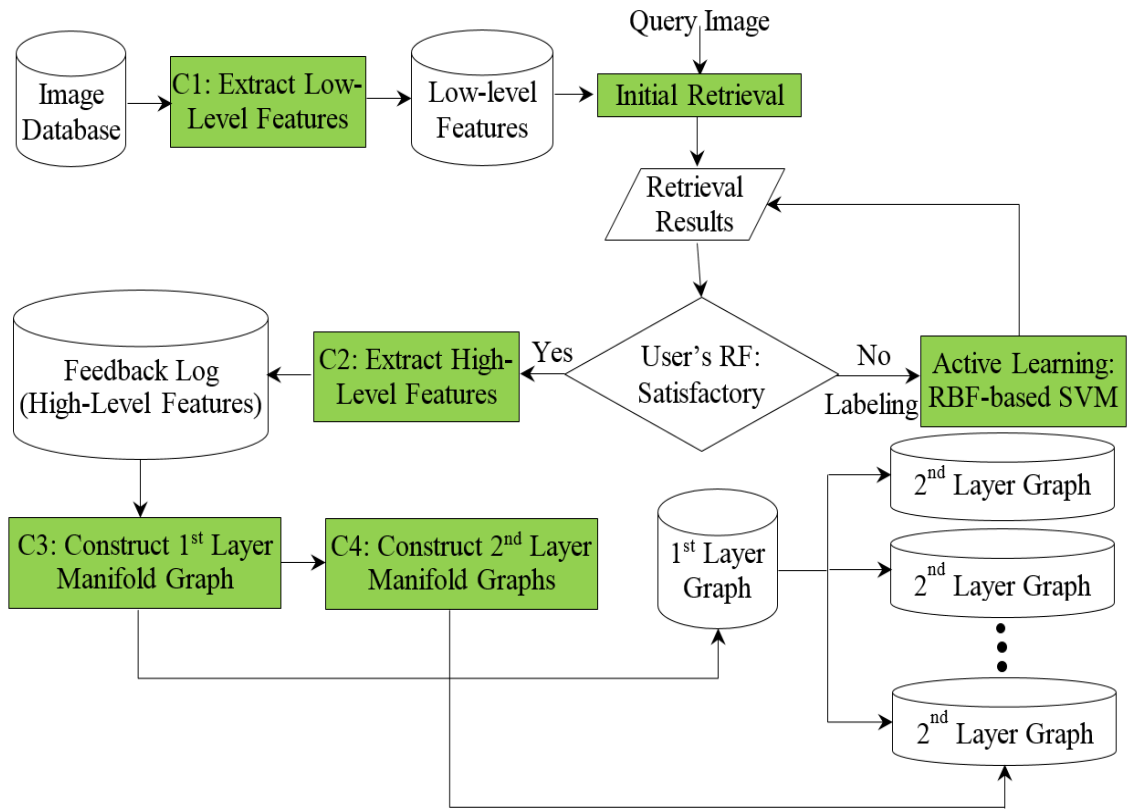 Query Image
Image
Database
C1: Extract Low-
Level Features
Low-level
Features
Initial Retrieval
Retrieval
Results
User's RF:
Satisfactory
Yes
No
Labeling
Active Learning:
RBF-based SVM
C2: Extract High-
Level Features
Feedback Log
(High-Level Features)
C3: Construct 1st Layer
Manifold Graph
C4: Construct 2nd Layer
Manifold Graphs
1st Layer
Graph
2nd Layer Graph
2nd Layer Graph
2nd Layer Graph